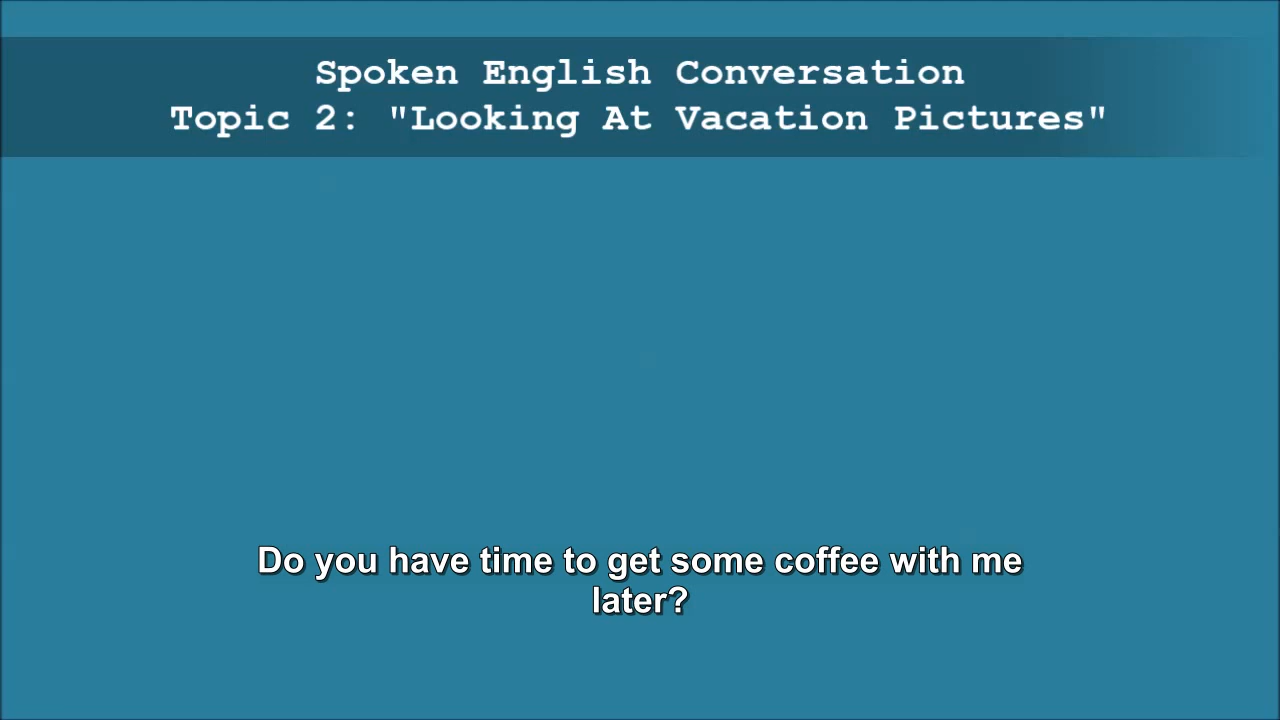 Spoken English Conversation
Topic 2: "Looking At Vacation Pictures"
Do you have time to get some coffee with me
later?